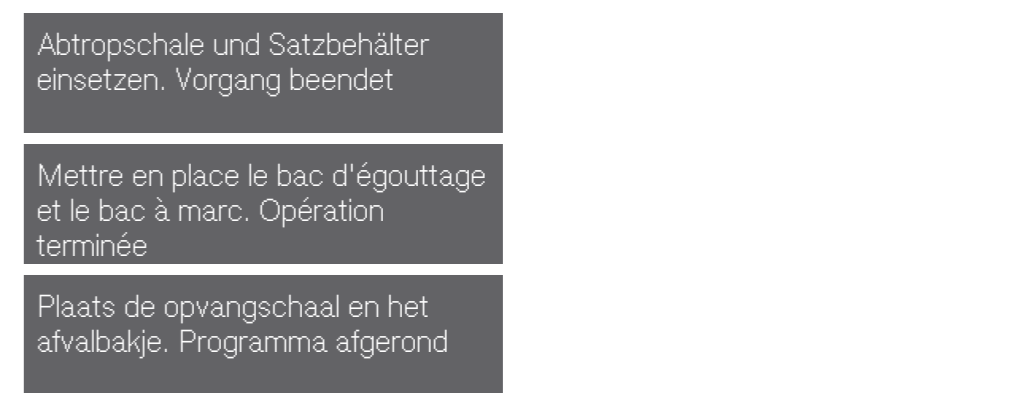 Abtropschale und Satzbehälter
einsetzen. Vorgang beendet
Mettre en place le bac d'égouttage
et le bac à marc. Opération
terminée
Plaats de opvangschaal en het
afvalbakje. Programma afgerond